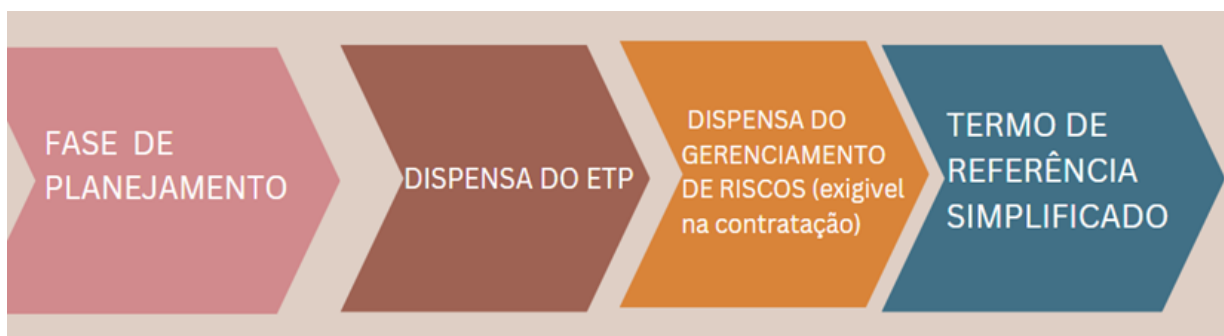 FASE DE
PLANEJAMENTO
DISPENSA DO ETP
DISPENSA DO
GERENCIAMENTO
DE RISCOS (exigivel
na contratação)
TERMO DE
REFERÊNCIA
SIMPLIFICADO